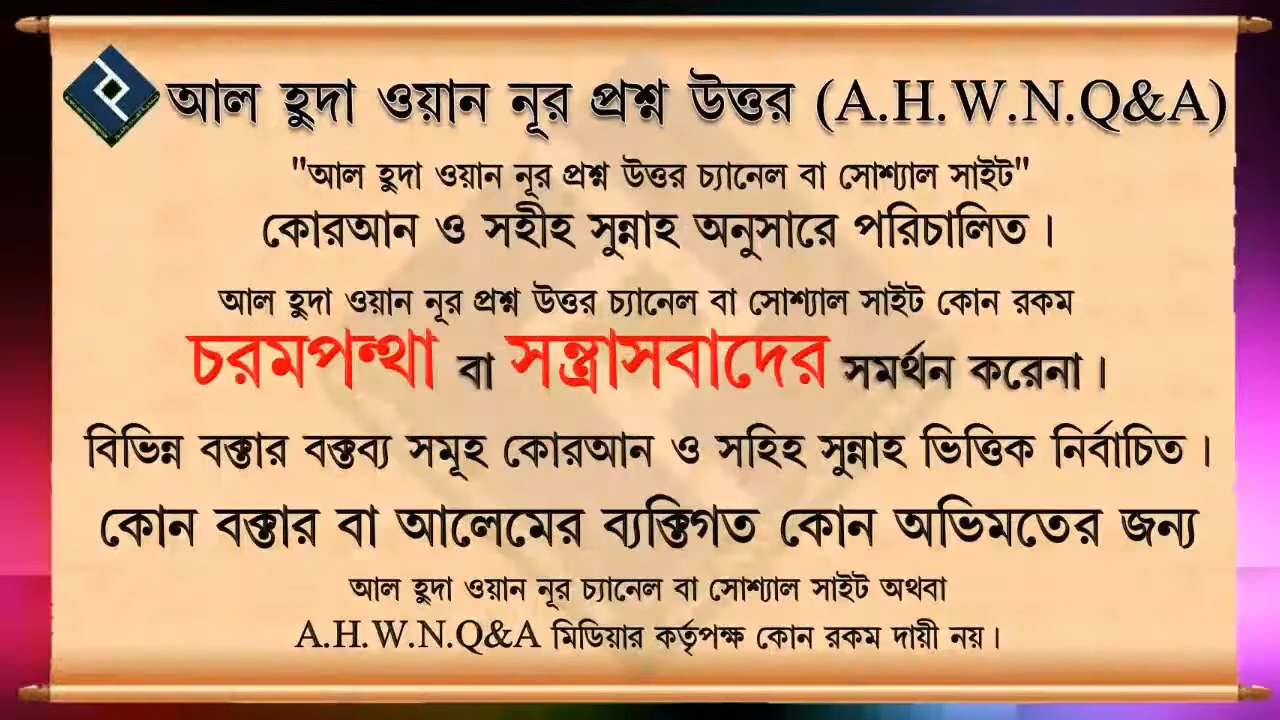 আল হুদা ওয়ান নূর প্রশ্ন উত্তর (A.H.W.N.Q&A)
"আল হুদা ওয়ান নূর প্রশ্ন উত্তর চ্যানেল বা সোশ্যাল সাইট"
কোরআন ও সহীহ সুন্নাহ অনুসারে পরিচালিত।
আল হুদা ওয়ান নূর প্রশ্ন উত্তর চ্যানেল বা সোশ্যাল সাইট কোন রকম
চরমপন্থা বা সন্ত্রাসবাদের সমর্থন করেনা।
বিভিন্ন বক্তার বক্তব্য সমূহ কোরআন ও সহিহ সুন্নাহ ভিত্তিক নির্বাচিত।
কোন বক্তার বা আলেমের ব্যক্তিগত কোন অভিমতের জন্য
আল হুদা ওয়ান নূর চ্যানেল বা সোশ্যাল সাইট অথবা
A.H.W.N.Q&A মিডিয়ার কর্তৃপক্ষ কোন রকম দায়ী নয়।